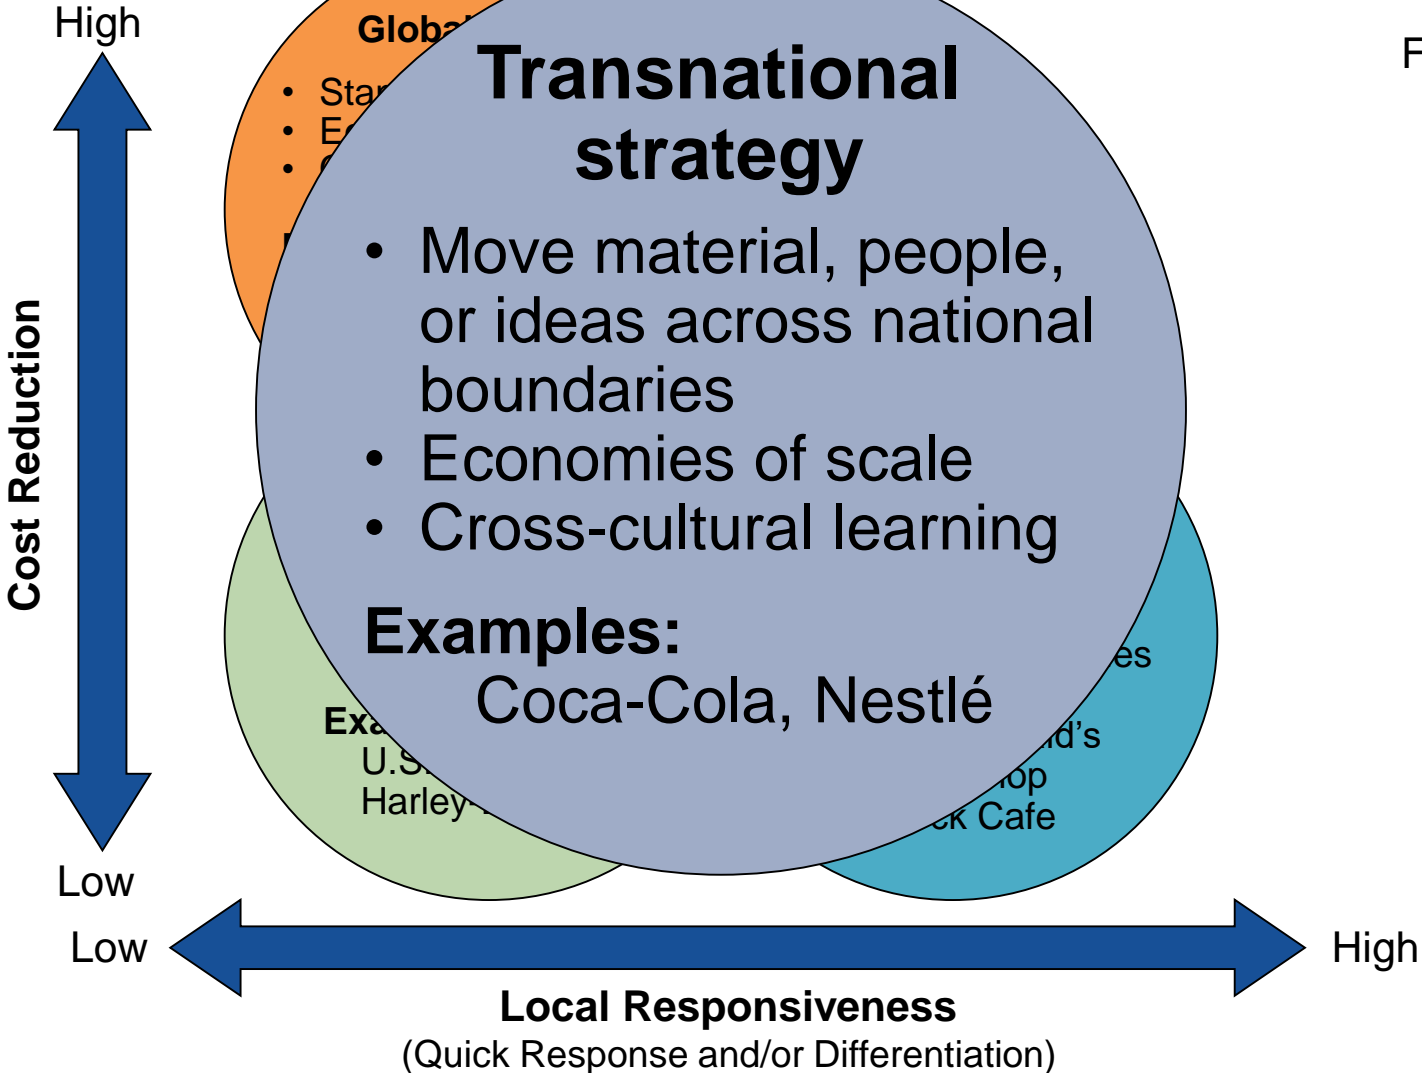 High
Transnational
strategy
• Move material, people,
or ideas across national
boundaries
• Economies of scale
• Cross-cultural learning
Examples:
Coca-Cola, Nestlé
U.S.
Cafe
Cost Reduction
Low
Low
High
Local Responsiveness
(Quick Response and/or Differentiation)